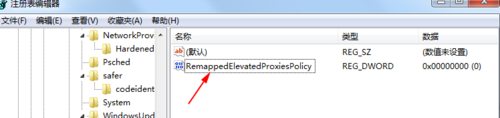 注册表编辑器
文件(F) 编辑(E) 查看(V) 收藏夹(A) 帮助(H)
NetworkProv
Hardened
Psched
safer
codeident
System
WindowsUpd
名称 类型 数据
(默认) REG_SZ (数值未设置)
RemappedElevatedProxiesPolicy REG_DWORD 0x00000000 (0)